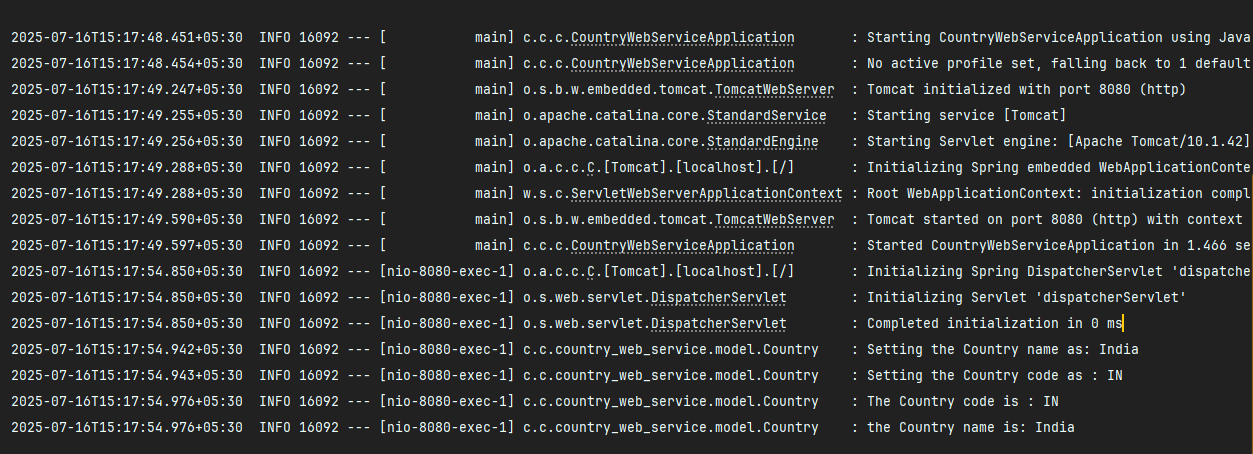 2025-07-16T15:17:48.451+05:30  INFO 16092 --- [           main] c.c.c.CountryWebServiceApplication       : Starting CountryWebServiceApplication using Java
2025-07-16T15:17:48.454+05:30  INFO 16092 --- [           main] c.c.c.CountryWebServiceApplication       : No active profile set, falling back to 1 default
2025-07-16T15:17:49.247+05:30  INFO 16092 --- [           main] o.s.b.w.embedded.tomcat.TomcatWebServer  : Tomcat initialized with port 8080 (http)
2025-07-16T15:17:49.255+05:30  INFO 16092 --- [           main] o.apache.catalina.core.StandardService   : Starting service [Tomcat]
2025-07-16T15:17:49.256+05:30  INFO 16092 --- [           main] o.apache.catalina.core.StandardEngine    : Starting Servlet engine: [Apache Tomcat/10.1.42]
2025-07-16T15:17:49.288+05:30  INFO 16092 --- [           main] o.a.c.c.C.[Tomcat].[localhost].[/]       : Initializing Spring embedded WebApplicationConte
2025-07-16T15:17:49.288+05:30  INFO 16092 --- [           main] w.s.c.ServletWebServerApplicationContext : Root WebApplicationContext: initialization compl
2025-07-16T15:17:49.590+05:30  INFO 16092 --- [           main] o.s.b.w.embedded.tomcat.TomcatWebServer  : Tomcat started on port 8080 (http) with context
2025-07-16T15:17:49.597+05:30  INFO 16092 --- [           main] c.c.c.CountryWebServiceApplication       : Started CountryWebServiceApplication in 1.466 se
2025-07-16T15:17:54.850+05:30  INFO 16092 --- [nio-8080-exec-1] o.a.c.c.C.[Tomcat].[localhost].[/]       : Initializing Spring DispatcherServlet 'dispatche
2025-07-16T15:17:54.850+05:30  INFO 16092 --- [nio-8080-exec-1] o.s.web.servlet.DispatcherServlet        : Initializing Servlet 'dispatcherServlet'
2025-07-16T15:17:54.850+05:30  INFO 16092 --- [nio-8080-exec-1] o.s.web.servlet.DispatcherServlet        : Completed initialization in 0 ms
2025-07-16T15:17:54.942+05:30  INFO 16092 --- [nio-8080-exec-1] c.c.country_web_service.model.Country    : Setting the Country name as: India
2025-07-16T15:17:54.943+05:30  INFO 16092 --- [nio-8080-exec-1] c.c.country_web_service.model.Country    : Setting the Country code as : IN
2025-07-16T15:17:54.976+05:30  INFO 16092 --- [nio-8080-exec-1] c.c.country_web_service.model.Country    : The Country code is : IN
2025-07-16T15:17:54.976+05:30  INFO 16092 --- [nio-8080-exec-1] c.c.country_web_service.model.Country    : the Country name is: India